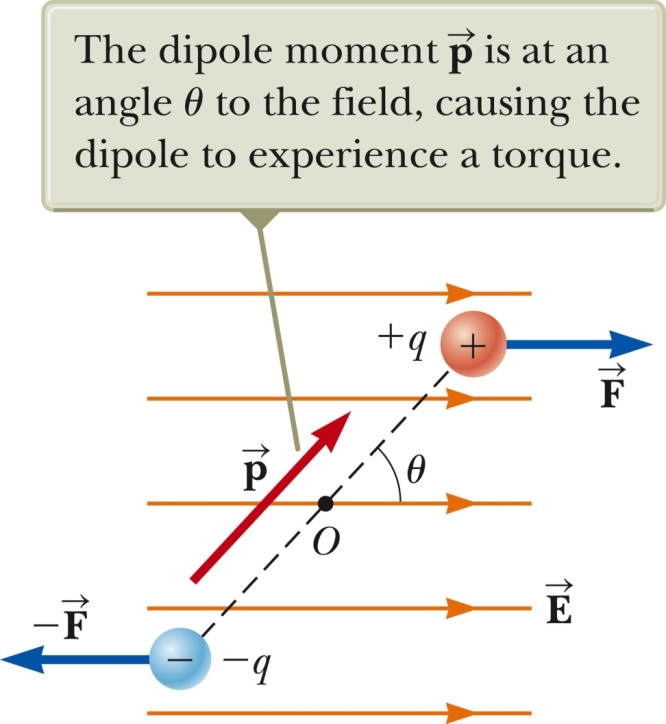 The dipole moment p⃗ is at an
angle θ to the field, causing the
dipole to experience a torque.
+q
+
F⃗
p⃗
θ
O
E⃗
−F⃗
−
−q